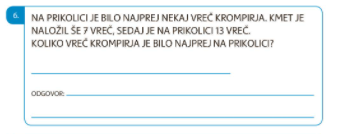 6.
NA PRIKOLICI JE BILO NAJPREJ NEKAJ VREČ KROMPIRJA. KMET JE
NALOŽIL ŠE 7 VREČ, SEDAJ JE NA PRIKOLICI 13 VREČ.
KOLIKO VREČ KROMPIRJA JE BILO NAJPREJ NA PRIKOLICI?
ODGOVOR: